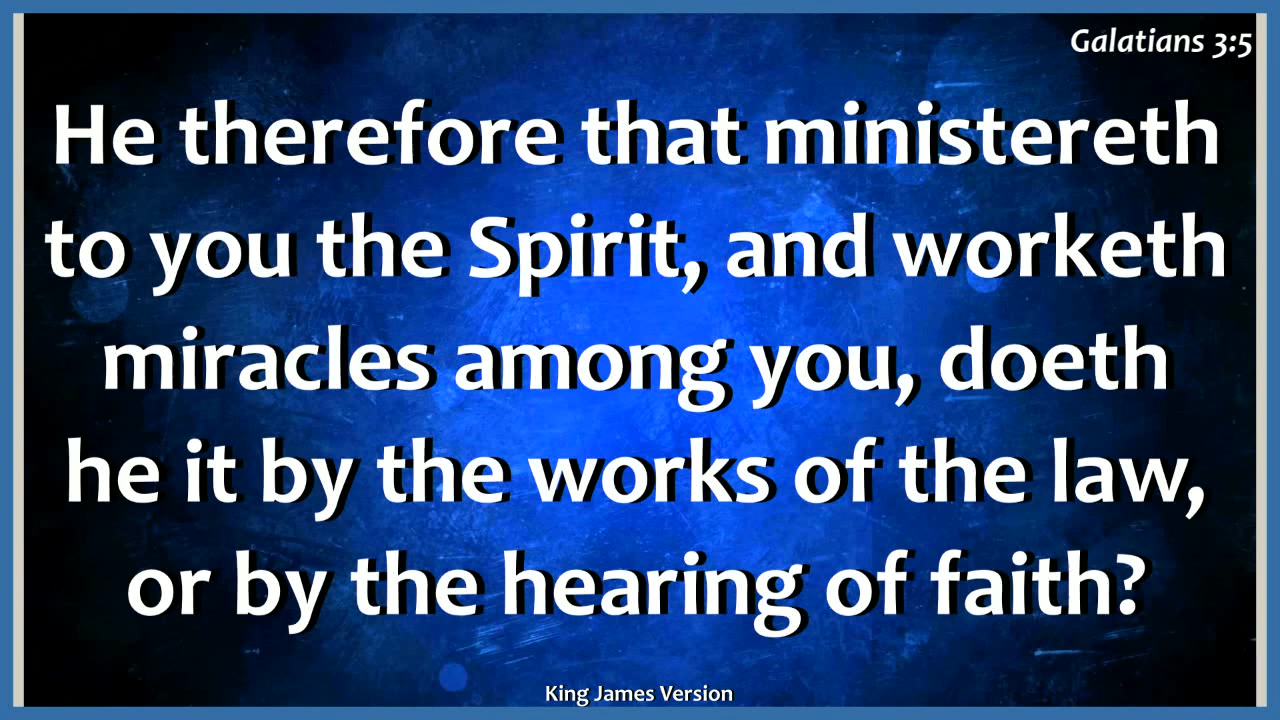 Galatians 3:5
He therefore that ministereth
to you the Spirit, and worketh
miracles among you, doeth
he it by the works of the law,
or by the hearing of faith?
King James Version